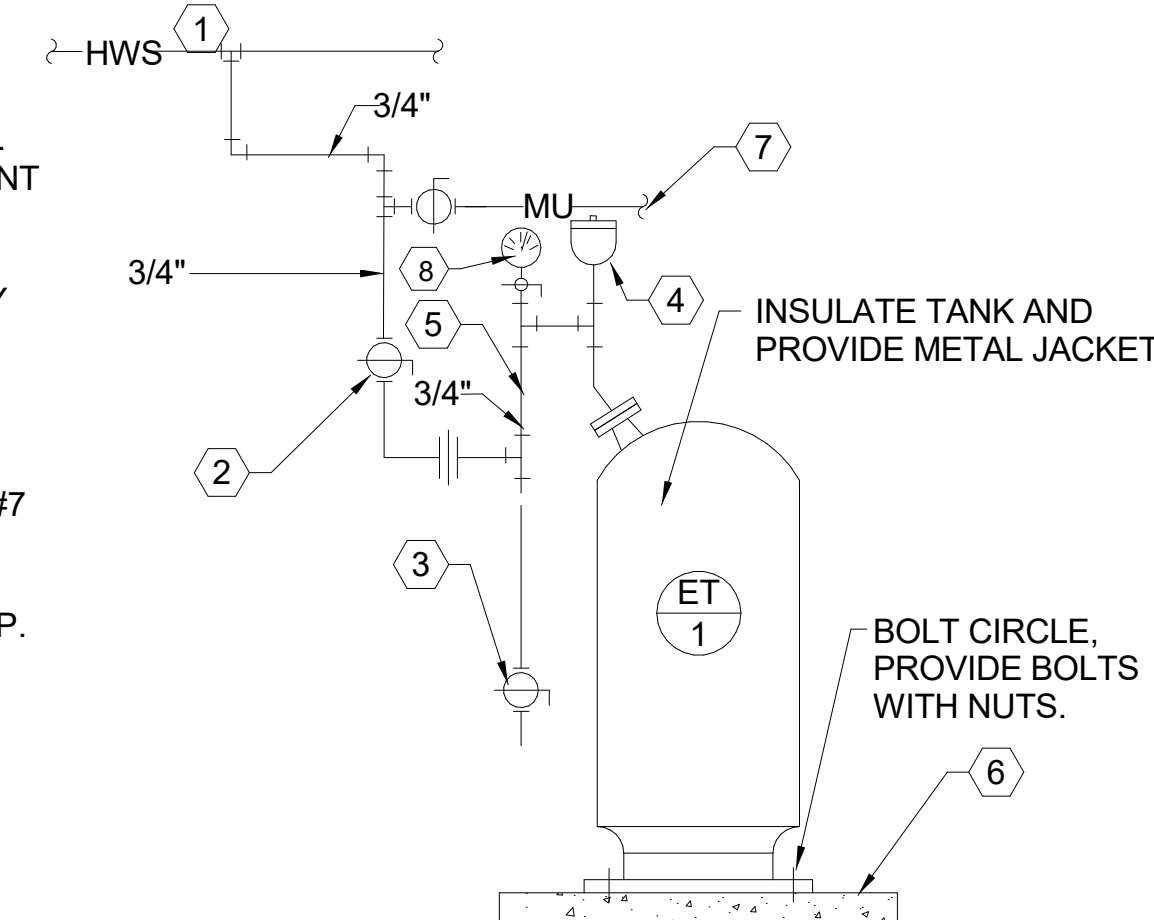 1
HWS
3/4"
NT
7
MU
8
3/4"
4
5
INSULATE TANK AND
PROVIDE METAL JACKET
3/4"
2
#7
3
ET
1
P.
BOLT CIRCLE,
PROVIDE BOLTS
WITH NUTS.
6